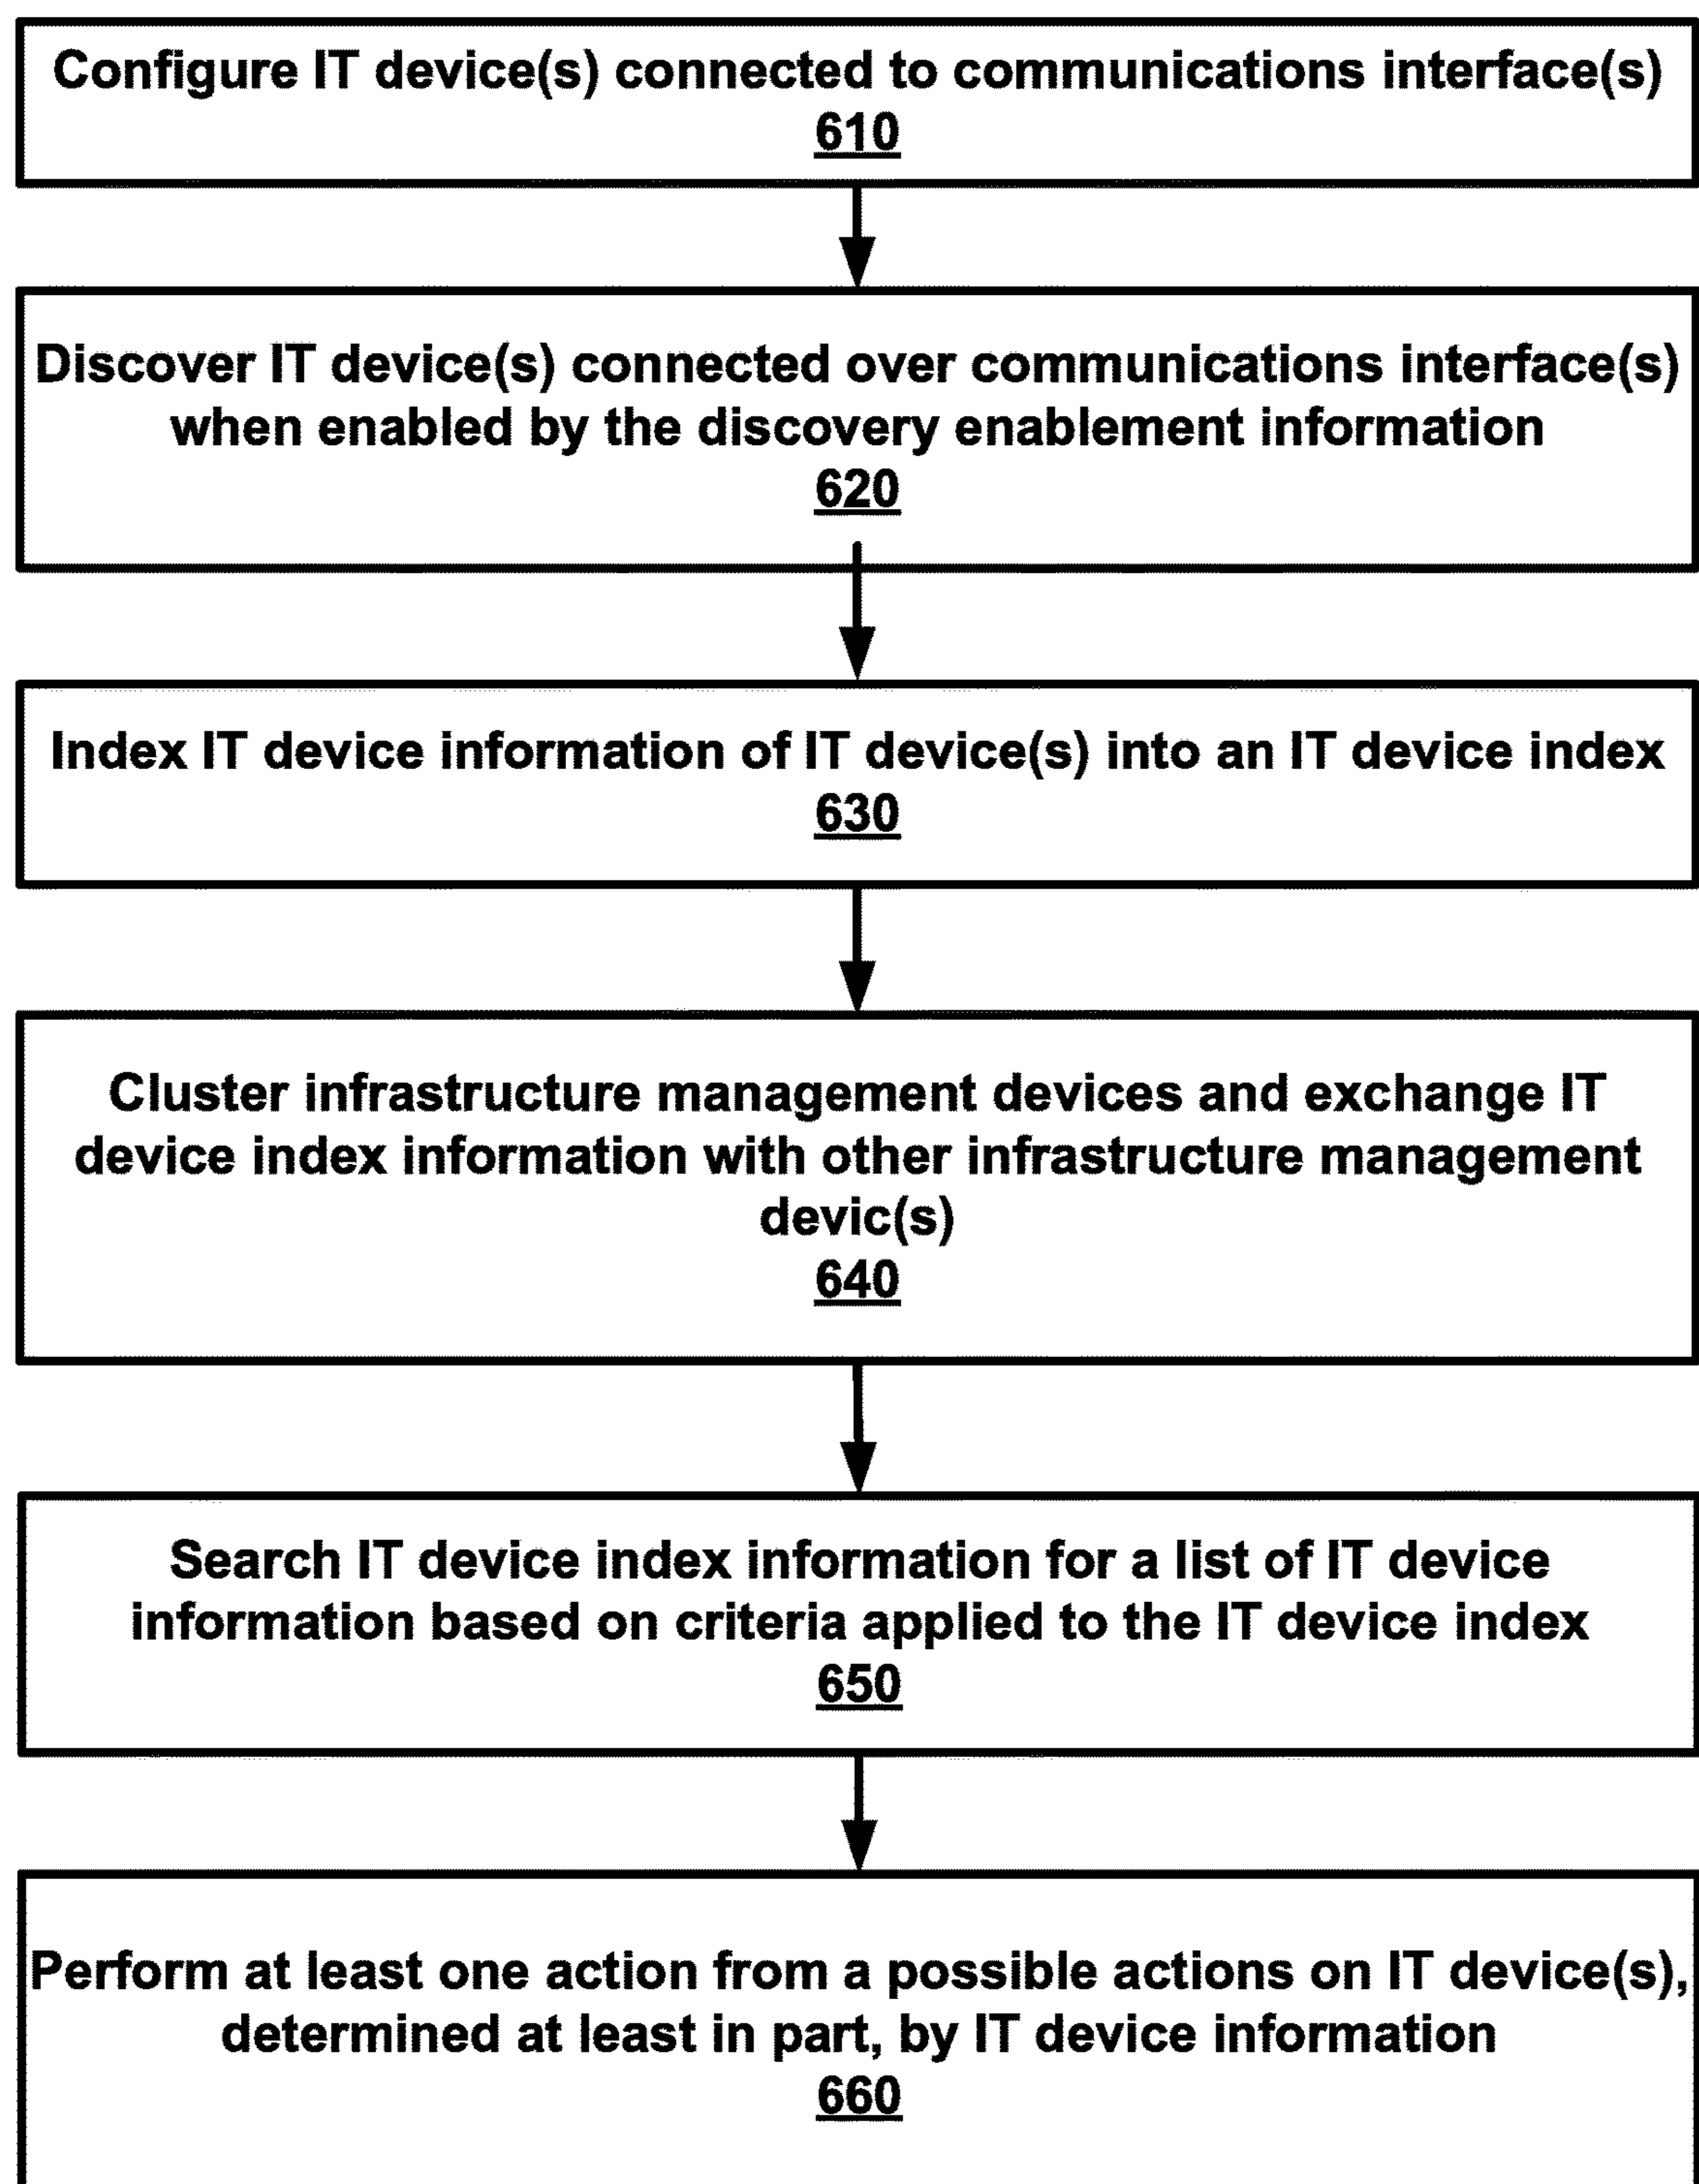 Configure IT device(s) connected to communications interface(s)
610
Discover IT device(s) connected over communications interface(s)
when enabled by the discovery enablement information
620
Index IT device information of IT device(s) into an IT device index
630
Cluster infrastructure management devices and exchange IT
device index information with other infrastructure management
devic(s)
640
Search IT device index information for a list of IT device
information based on criteria applied to the IT device index
650
Perform at least one action from a possible actions on IT device(s),
determined at least in part, by IT device information
660